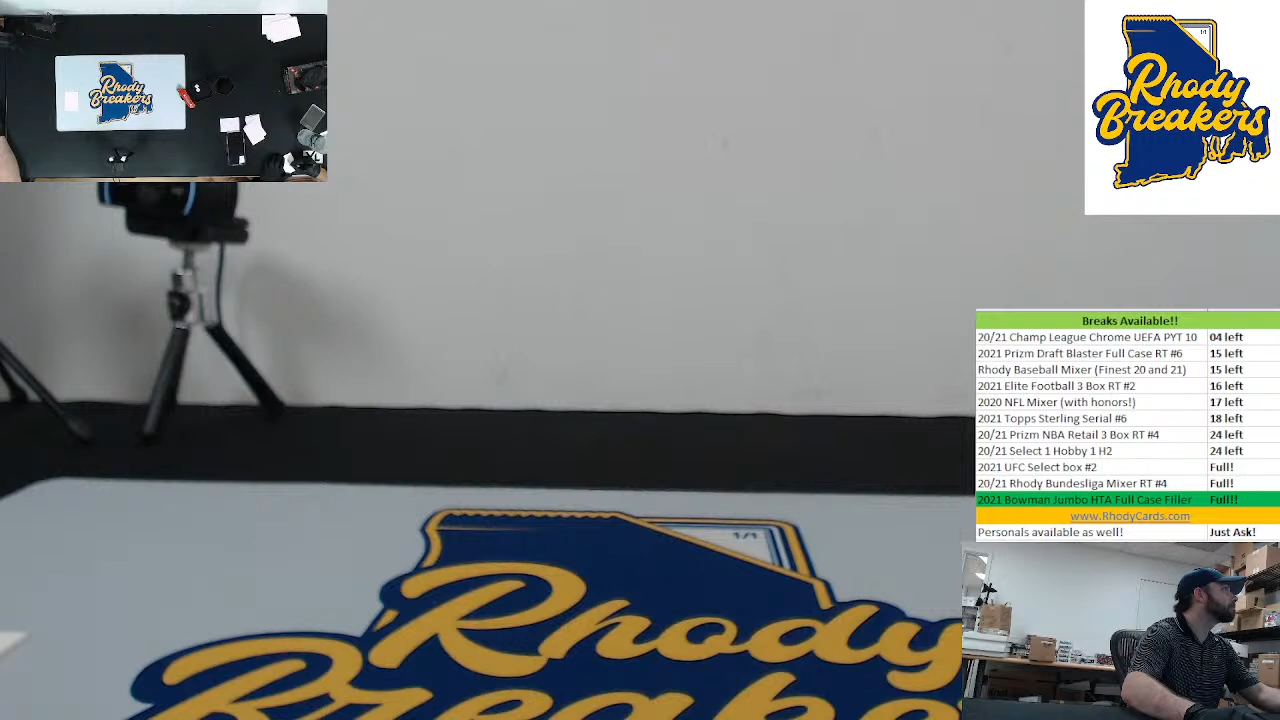 Rhody
Breakers
1/1
Rhody
Breakers
Breaks Available!!
20/21 Champ League Chrome UEFA PYT 10 04 left
2021 Prizm Draft Blaster Full Case RT #6 15 left
Rhody Baseball Mixer (Finest 20 and 21) 15 left
2021 Elite Football 3 Box RT #2 16 left
2020 NFL Mixer (with honors!) 17 left
2021 Topps Sterling Serial #6 18 left
20/21 Prizm NBA Retail 3 Box RT #4 24 left
20/21 Select 1 Hobby 1 H2 24 left
2021 UFC Select box #2 Full!
20/21 Rhody Bundesliga Mixer RT #4 Full!
2021 Bowman Jumbo HTA Full Case Filler Full!!
www.RhodyCards.com
Personals available as well! Just Ask!
1/1
Rhody
Breake